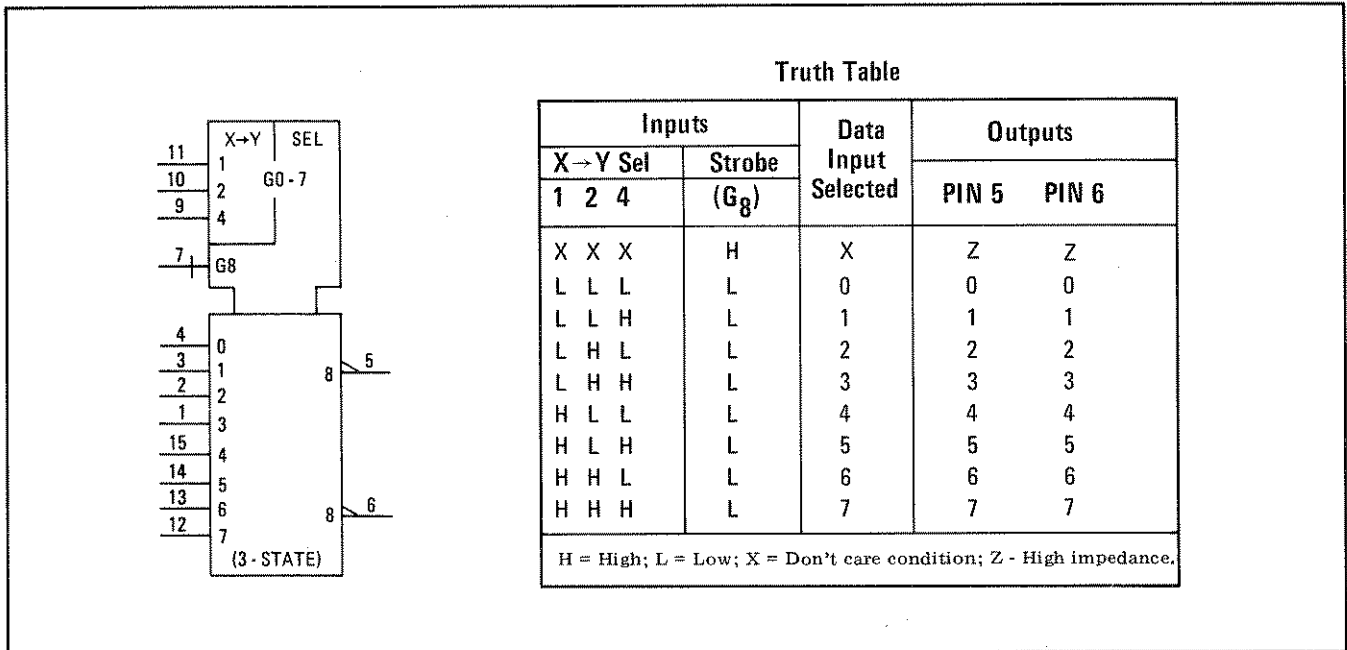 Truth Table
X→Y SEL
11 1
10 G0-7 2
9 4
7 G8
4 0
3 1
2 2
1 3
15 4
14 5
13 6
12 7
8 5
8 6
(3-STATE)
Inputs Data Outputs
X→Y Sel Strobe Input
1 2 4 (G8) Selected PIN 5 PIN 6
X X X H X Z Z
L L L L 0 0 0
L L H L 1 1 1
L H L L 2 2 2
L H H L 3 3 3
H L L L 4 4 4
H L H L 5 5 5
H H L L 6 6 6
H H H L 7 7 7
H = High; L = Low; X = Don't care condition; Z - High impedance.